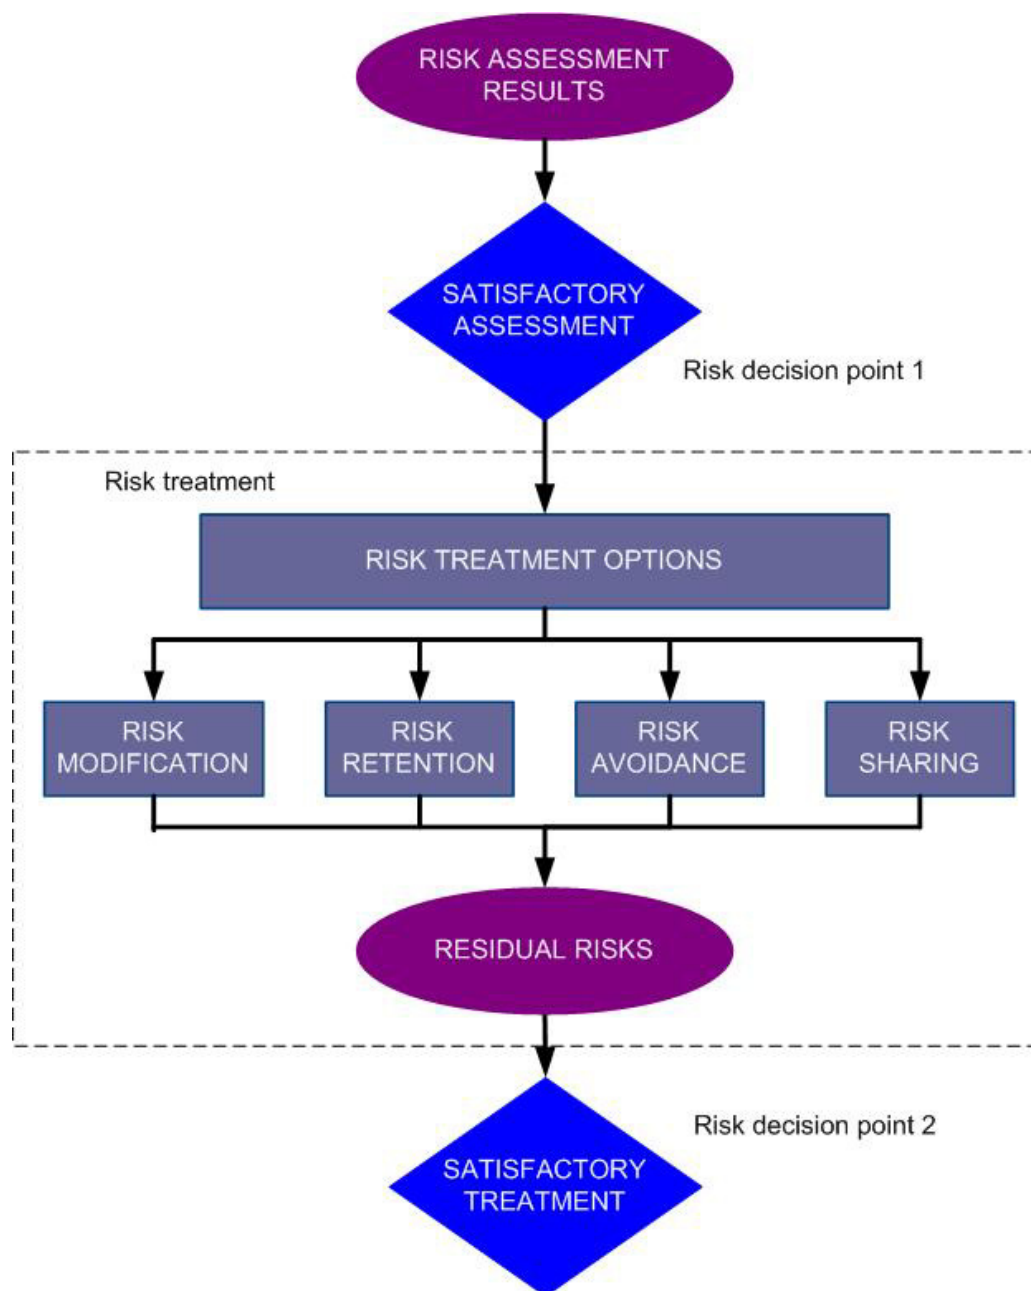 RISK ASSESSMENT
RESULTS
SATISFACTORY
ASSESSMENT
Risk decision point 1
Risk treatment
RISK TREATMENT OPTIONS
RISK
MODIFICATION
RISK
RETENTION
RISK
AVOIDANCE
RISK
SHARING
RESIDUAL RISKS
Risk decision point 2
SATISFACTORY
TREATMENT